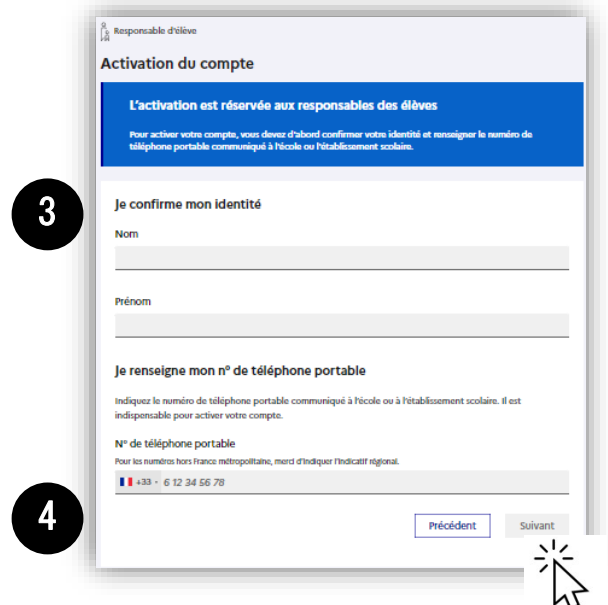 Responsable d'élève
Activation du compte
L'activation est réservée aux responsables des élèves
Pour activer votre compte, vous devez d'abord confirmer votre identité et renseigner le numéro de
téléphone portable communiqué à l'école ou l'établissement scolaire.
3
Je confirme mon identité
Nom
Prénom
Je renseigne mon n° de téléphone portable
Indiquez le numéro de téléphone portable communiqué à l'école ou à l'établissement scolaire. Il est
indispensable pour activer votre compte.
N° de téléphone portable
Pour les numéros hors France métropolitaine, merci d'indiquer l'indicatif régional.
+33 - 6 12 34 56 78
4
Précédent Suivant